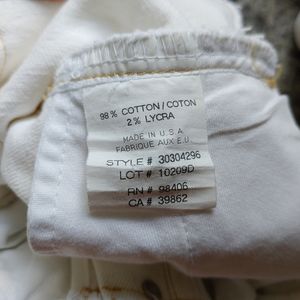 98% COTTON / COTON
2% LYCRA
MADE IN U.S.A
FABRIQUE AUX E.U.
STYLE # 30304296
LOT # 10209D
RN # 98406
CA # 39862